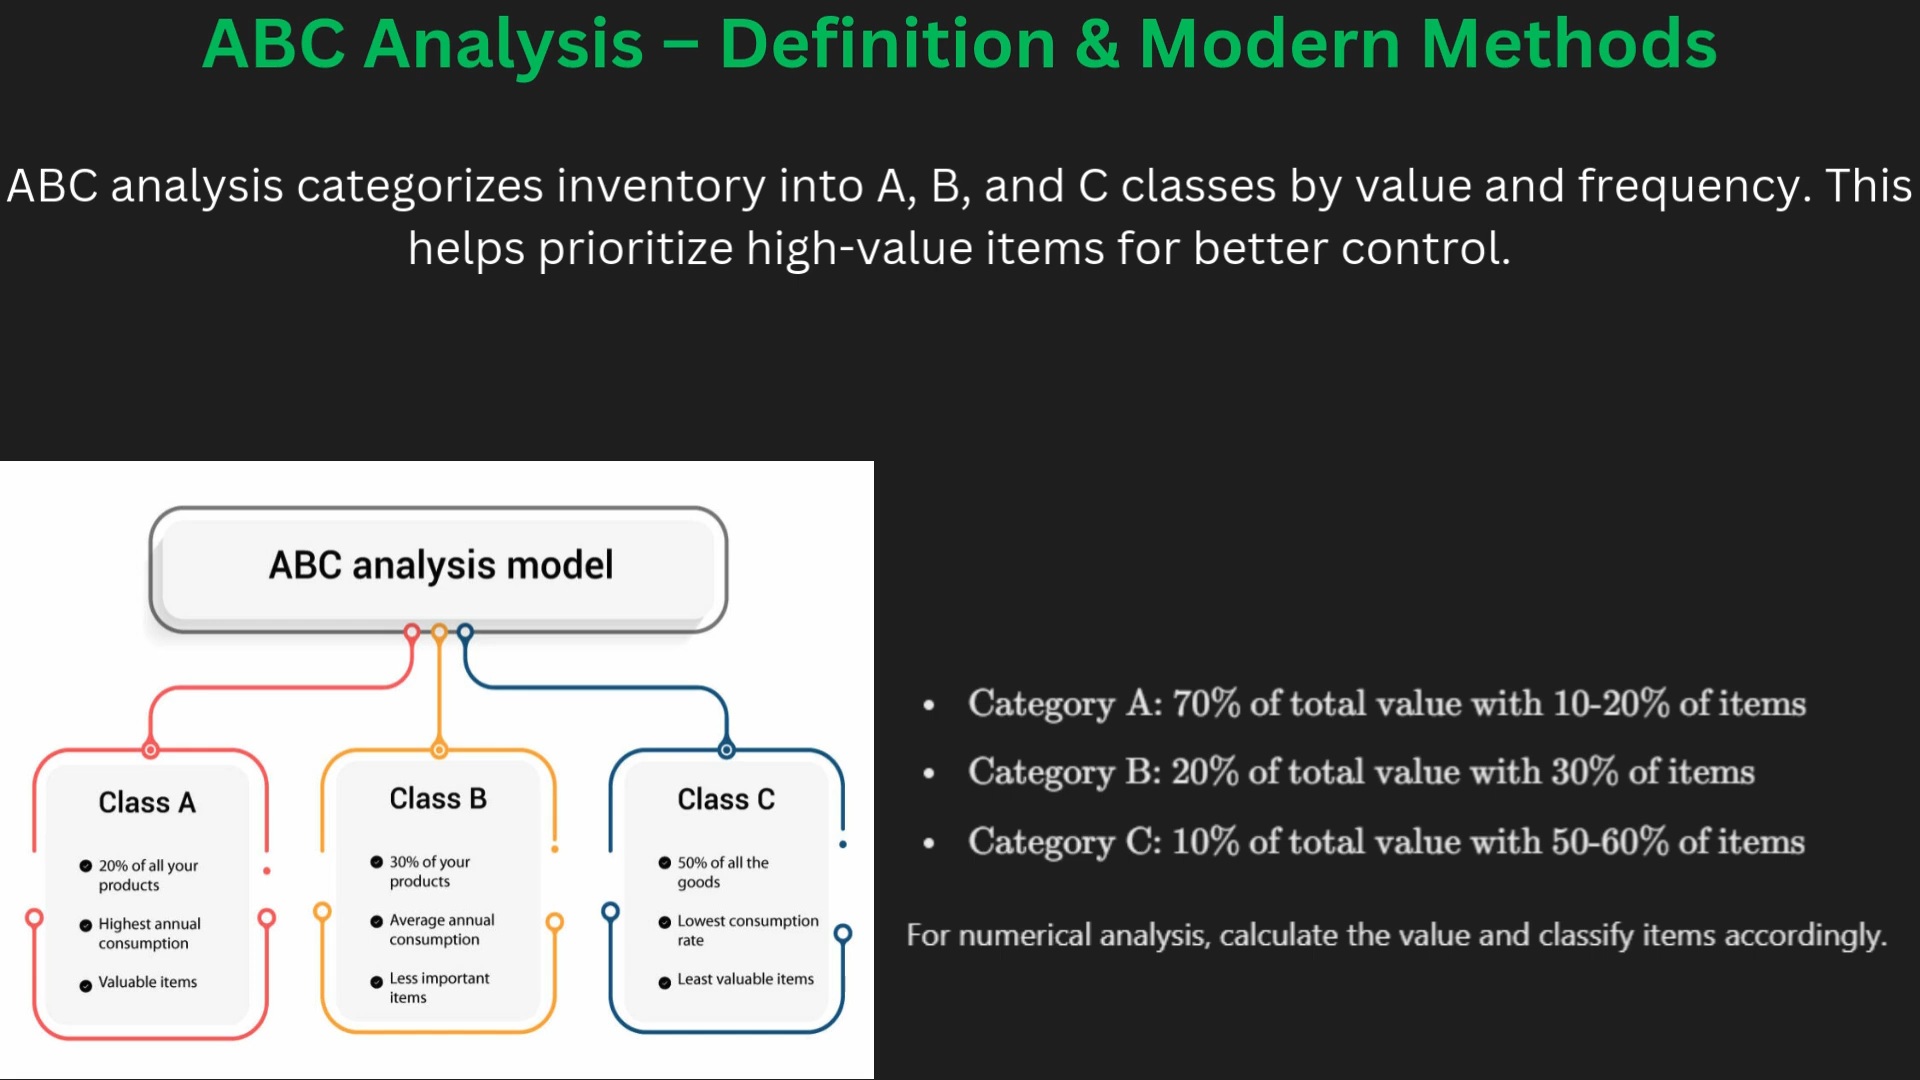 ABC Analysis – Definition & Modern Methods
ABC analysis categorizes inventory into A, B, and C classes by value and frequency. This
helps prioritize high-value items for better control.
ABC analysis model
Class A
20% of all your
products
Highest annual
consumption
Valuable items
Class B
30% of your
products
Average annual
consumption
Less important
items
Class C
50% of all the
goods
Lowest consumption
rate
Least valuable items
• Category A: 70% of total value with 10-20% of items
• Category B: 20% of total value with 30% of items
• Category C: 10% of total value with 50-60% of items
For numerical analysis, calculate the value and classify items accordingly.